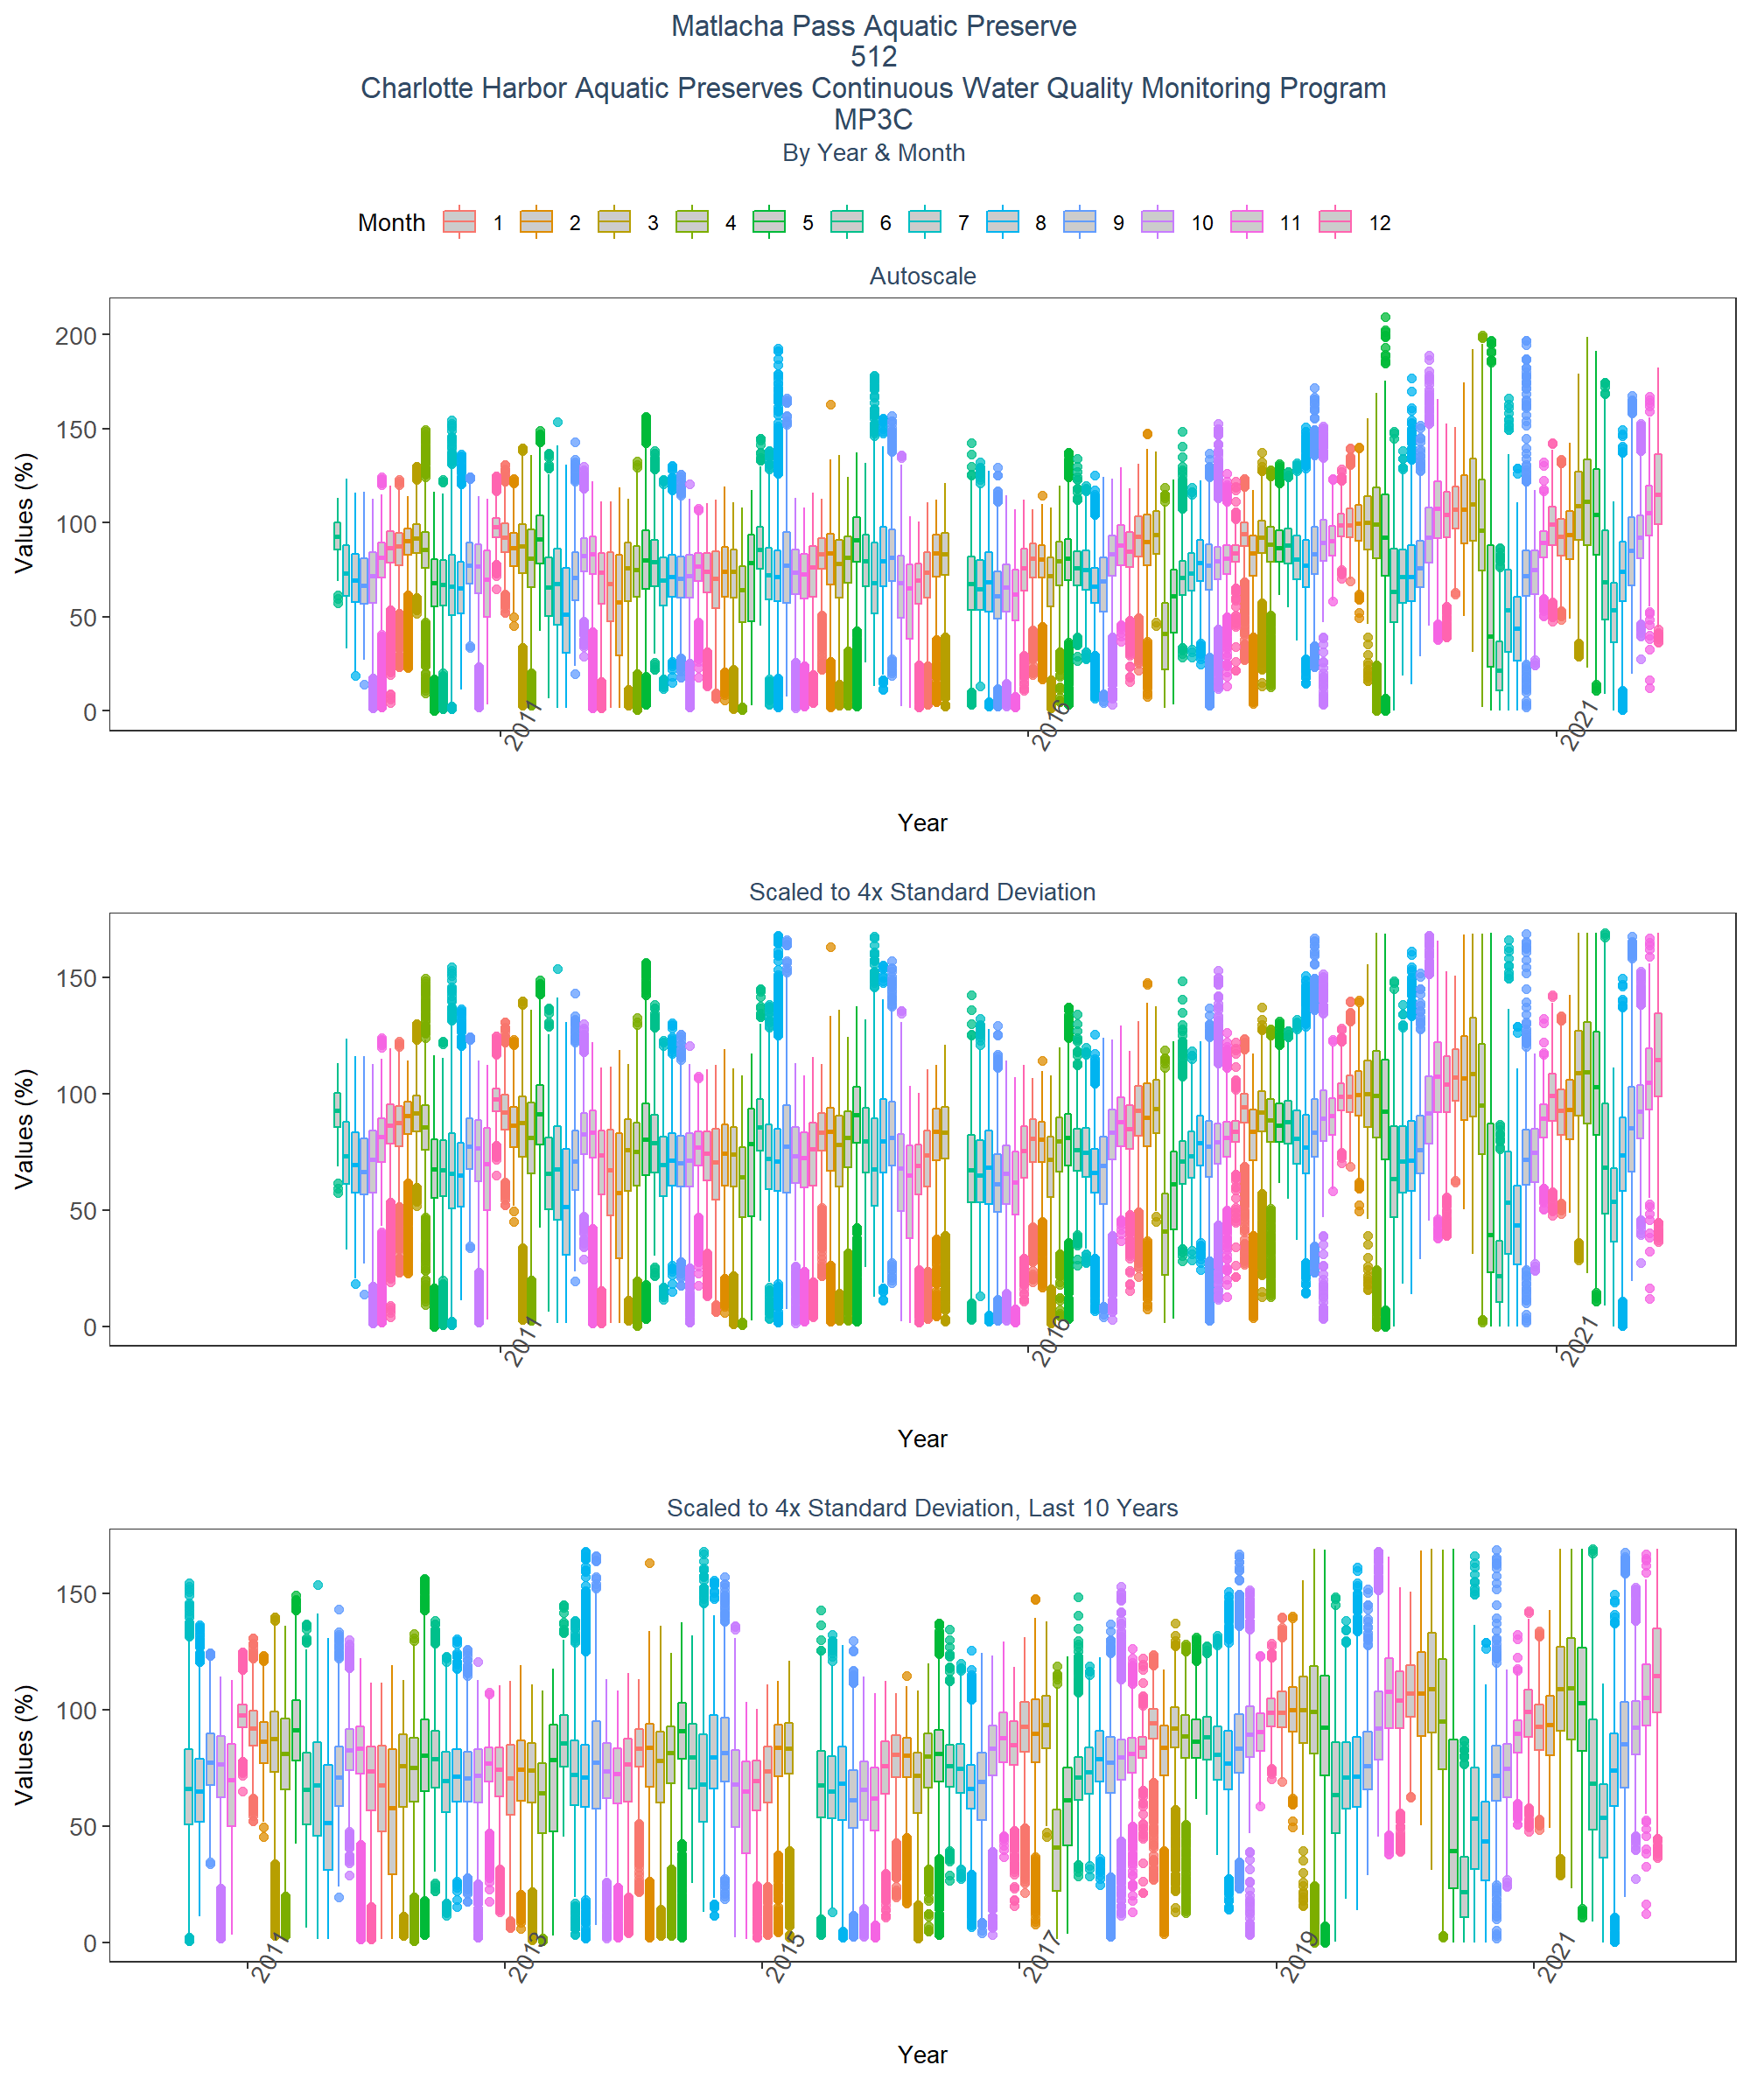 Matlacha Pass Aquatic Preserve
512
Charlotte Harbor Aquatic Preserves Continuous Water Quality Monitoring Program
MP3C
By Year & Month
Month 1 2 3 4 5 6 7 8 9 10 11 12
Autoscale
Values (%)
200
150
100
50
0
2011 2016 2021
Year
Scaled to 4x Standard Deviation
Values (%)
150
100
50
0
2011 2016 2021
Year
Scaled to 4x Standard Deviation, Last 10 Years
Values (%)
150
100
50
0
2011 2013 2015 2017 2019 2021
Year